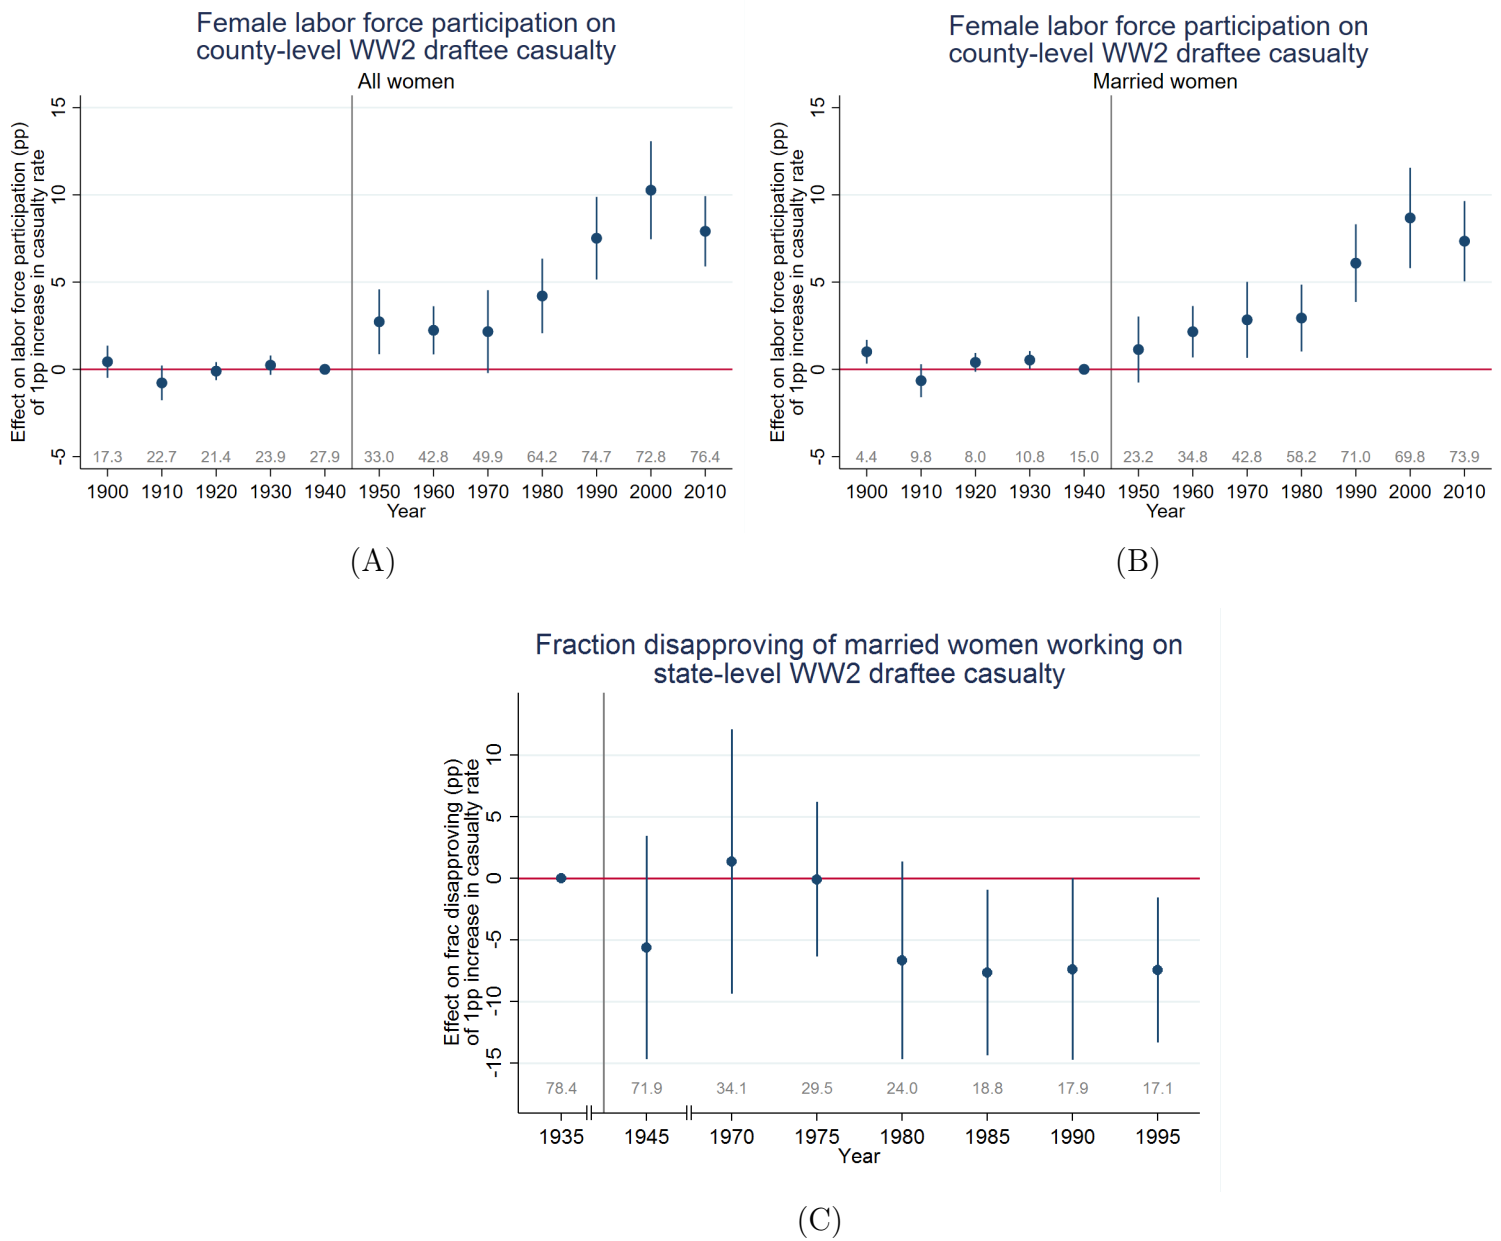 Female labor force participation on
county-level WW2 draftee casualty
All women
Effect on labor force participation (pp)
of 1pp increase in casualty rate
15
10
5
0
-5
17.3 22.7 21.4 23.9 27.9 33.0 42.8 49.9 64.2 74.7 72.8 76.4
1900 1910 1920 1930 1940 1950 1960 1970 1980 1990 2000 2010
Year
(A)
Female labor force participation on
county-level WW2 draftee casualty
Married women
Effect on labor force participation (pp)
of 1pp increase in casualty rate
15
10
5
0
-5
4.4 9.8 8.0 10.8 15.0 23.2 34.8 42.8 58.2 71.0 69.8 73.9
1900 1910 1920 1930 1940 1950 1960 1970 1980 1990 2000 2010
Year
(B)
Fraction disapproving of married women working on
state-level WW2 draftee casualty
Effect on frac disapproving (pp)
of 1pp increase in casualty rate
10
5
0
-5
-10
-15
78.4 71.9 34.1 29.5 24.0 18.8 17.9 17.1
1935 1945 1970 1975 1980 1985 1990 1995
Year
(C)